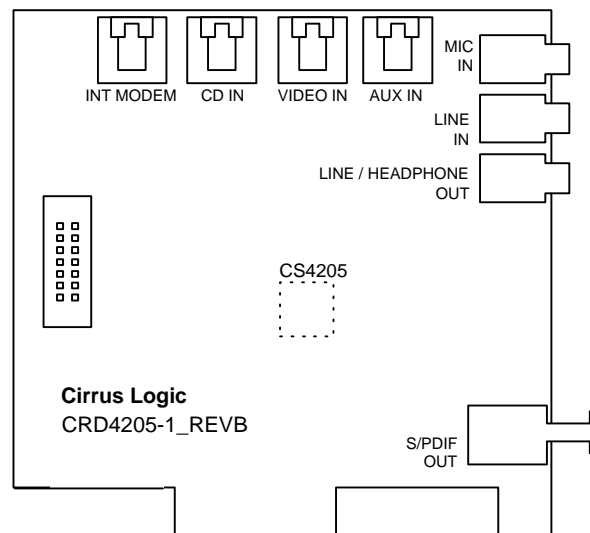 INT MODEM
CD IN
VIDEO IN
AUX IN
MIC
IN
LINE
IN
LINE / HEADPHONE
OUT
CS4205
Cirrus Logic
CRD4205-1_REVB
S/PDIF
OUT